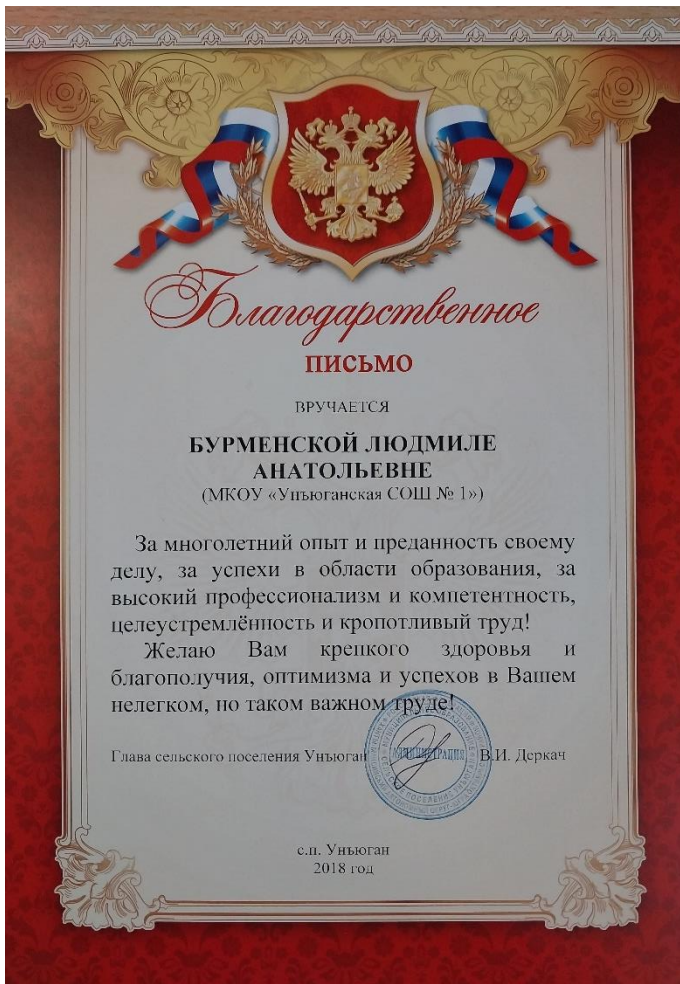 Благодарственное
ПИСЬМО
ВРУЧАЕТСЯ
БУРМЕНСКОЙ ЛЮДМИЛЕ
АНАТОЛЬЕВНЕ
(МКОУ «Унъюганская СОШ № 1»)
За многолетний опыт и преданность своему
делу, за успехи в области образования, за
высокий профессионализм и компетентность,
целеустремлённость и кропотливый труд!
Желаю Вам крепкого здоровья и
благополучия, оптимизма и успехов в Вашем
нелегком, но таком важном труде!
Глава сельского поселения Унъюган В.И. Деркач
АДМИНИСТРАЦИЯ
с.п. Унъюган
2018 год